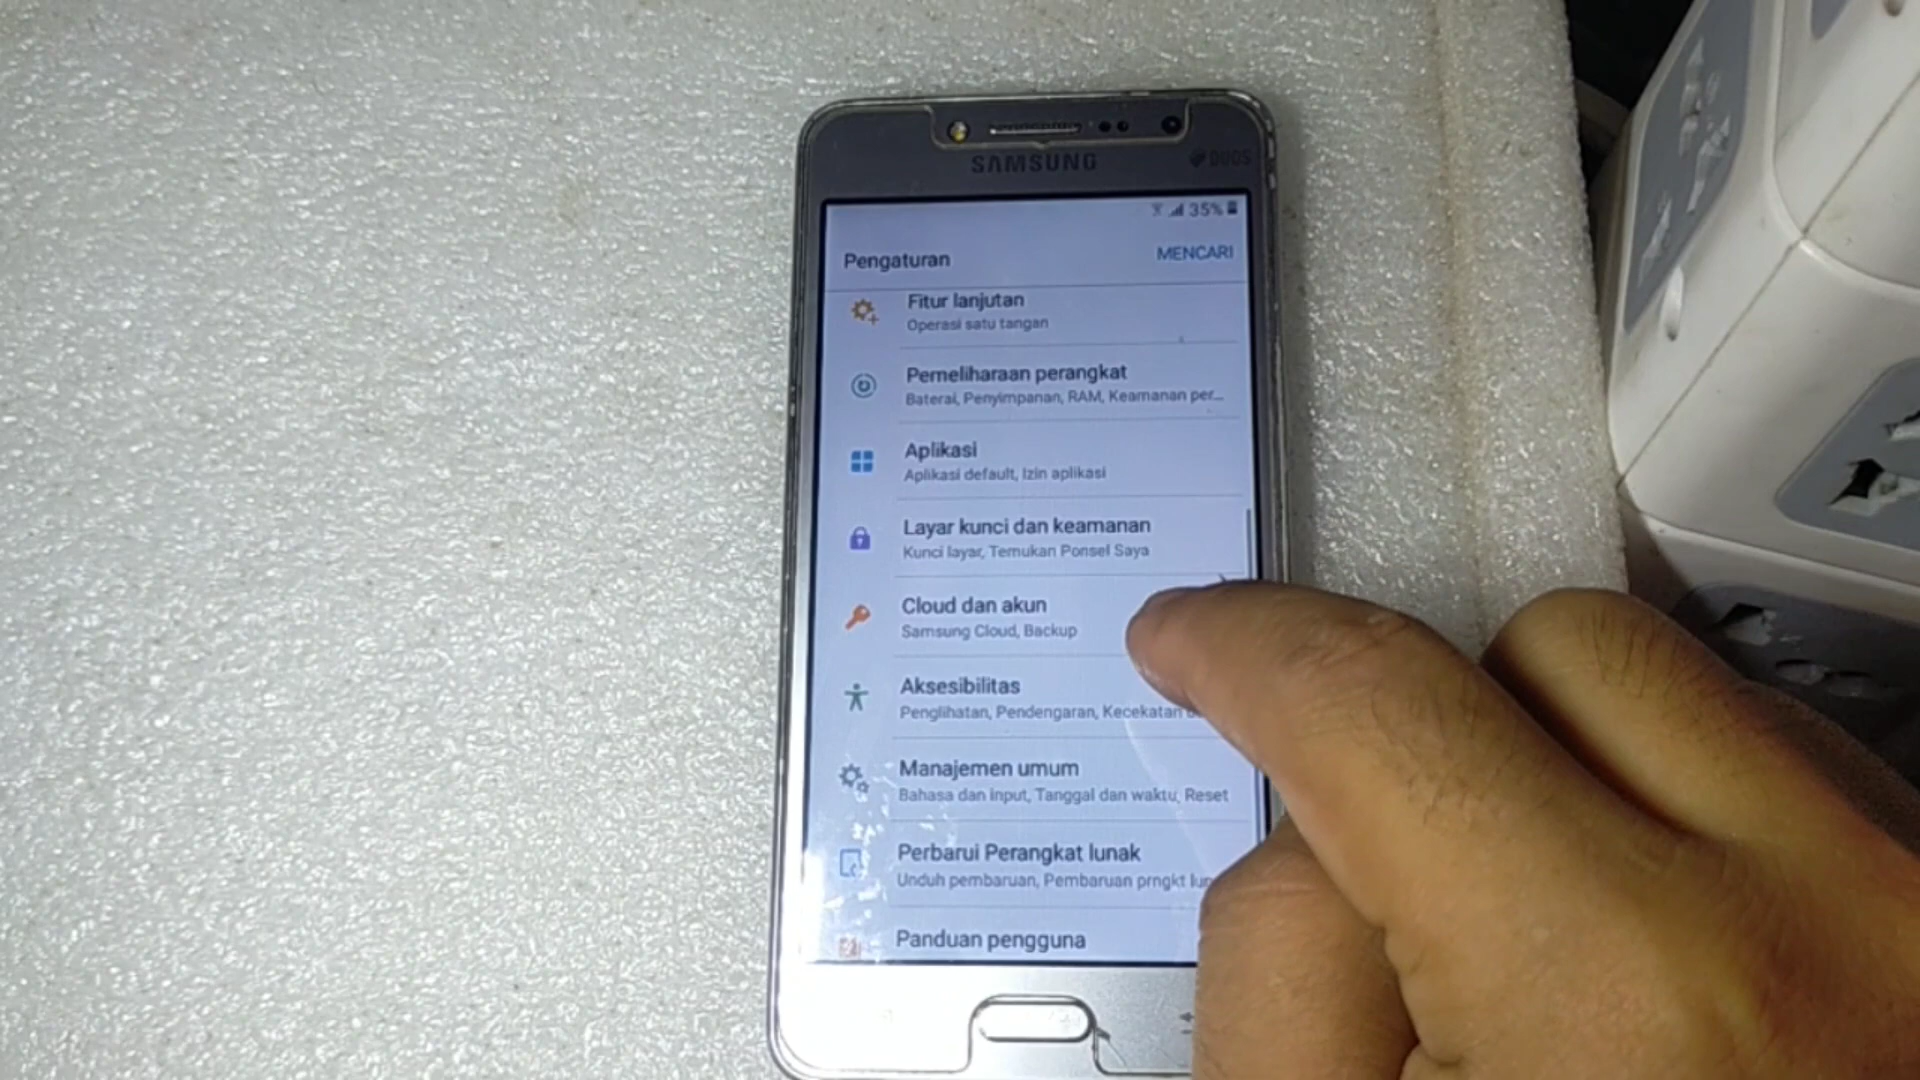 SAMSUNG
DUOS
35%
Pengaturan
MENCARI
Fitur lanjutan
Operasi satu tangan
Pemeliharaan perangkat
Baterai, Penyimpanan, RAM, Keamanan per...
Aplikasi
Aplikasi default, Izin aplikasi
Layar kunci dan keamanan
Kunci layar, Temukan Ponsel Saya
Cloud dan akun
Samsung Cloud, Backup
Aksesibilitas
Penglihatan, Pendengaran, Kecekatan
Manajemen umum
Bahasa dan input, Tanggal dan waktu, Reset
Perbarui Perangkat lunak
Unduh pembaruan, Pembaruan prngkt lun
Panduan pengguna